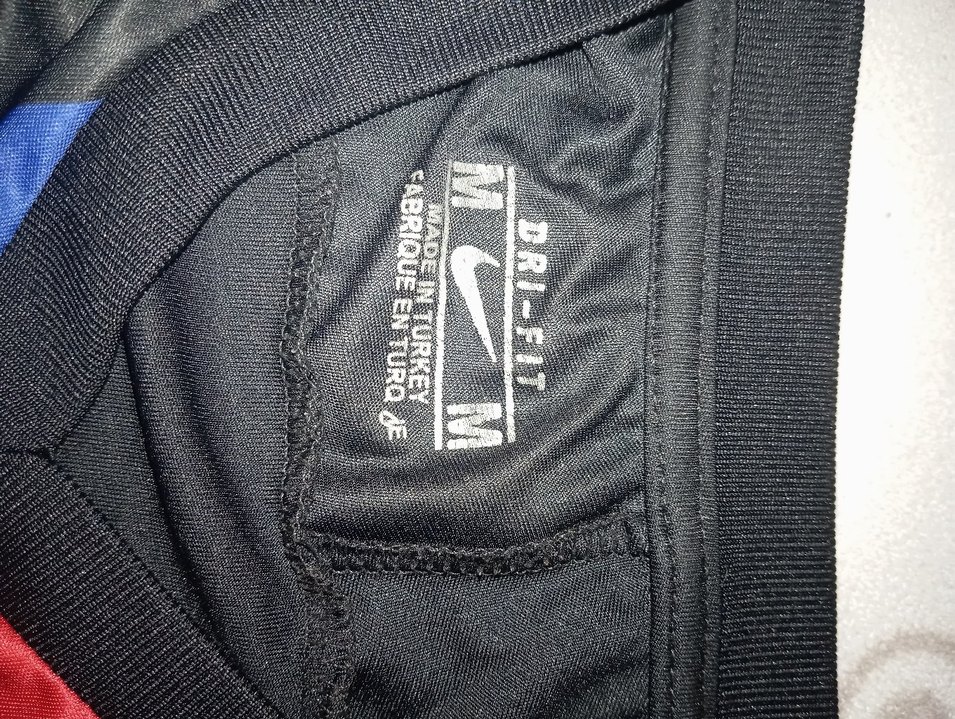 DRI-FIT
M M
MADE IN TURKEY
FABRIQUE EN TURQ